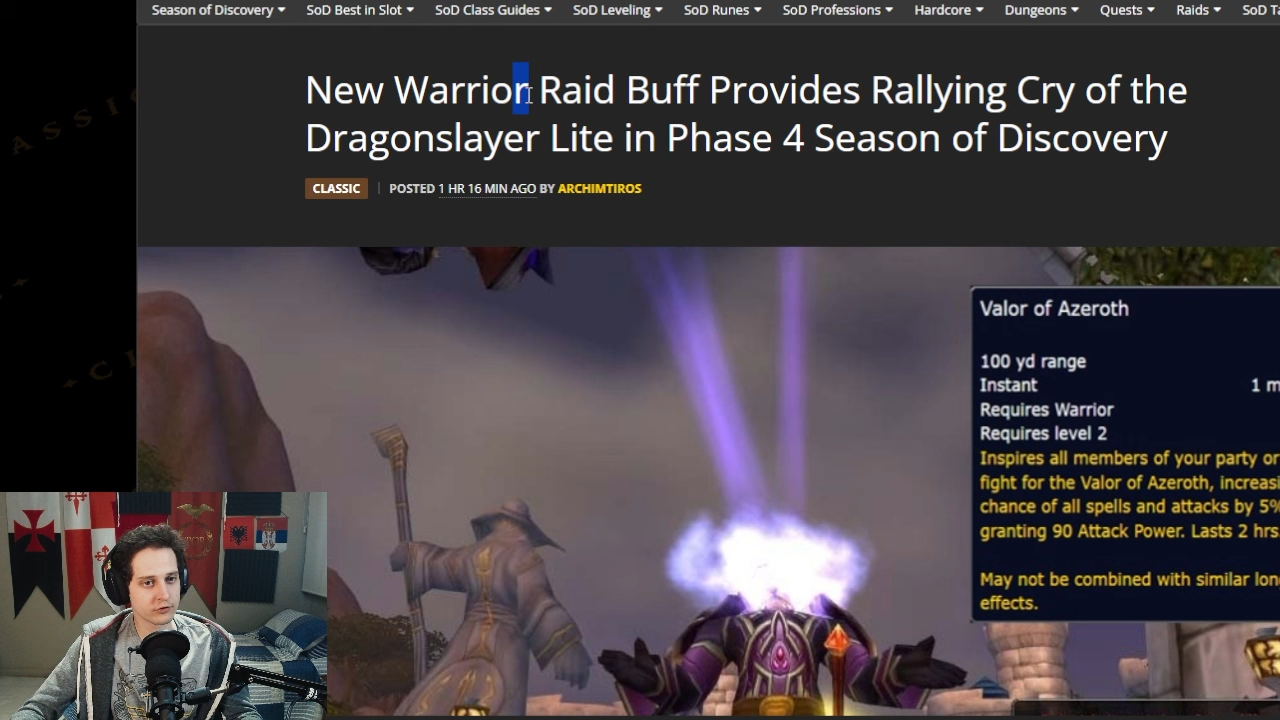 Season of Discovery SoD Best in Slot SoD Class Guides SoD Leveling SoD Runes SoD Professions Hardcore Dungeons Quests Raids SoD
New Warrior Raid Buff Provides Rallying Cry of the
Dragonslayer Lite in Phase 4 Season of Discovery
CLASSIC | POSTED 1 HR 16 MIN AGO BY ARCHIMTIROS
Valor of Azeroth
100 yd range
Instant 1 m
Requires Warrior
Requires level 2
Inspires all members of your party or
fight for the Valor of Azeroth, increasi
chance of all spells and attacks by 5%
granting 90 Attack Power. Lasts 2 hrs.
May not be combined with similar lon
effects.